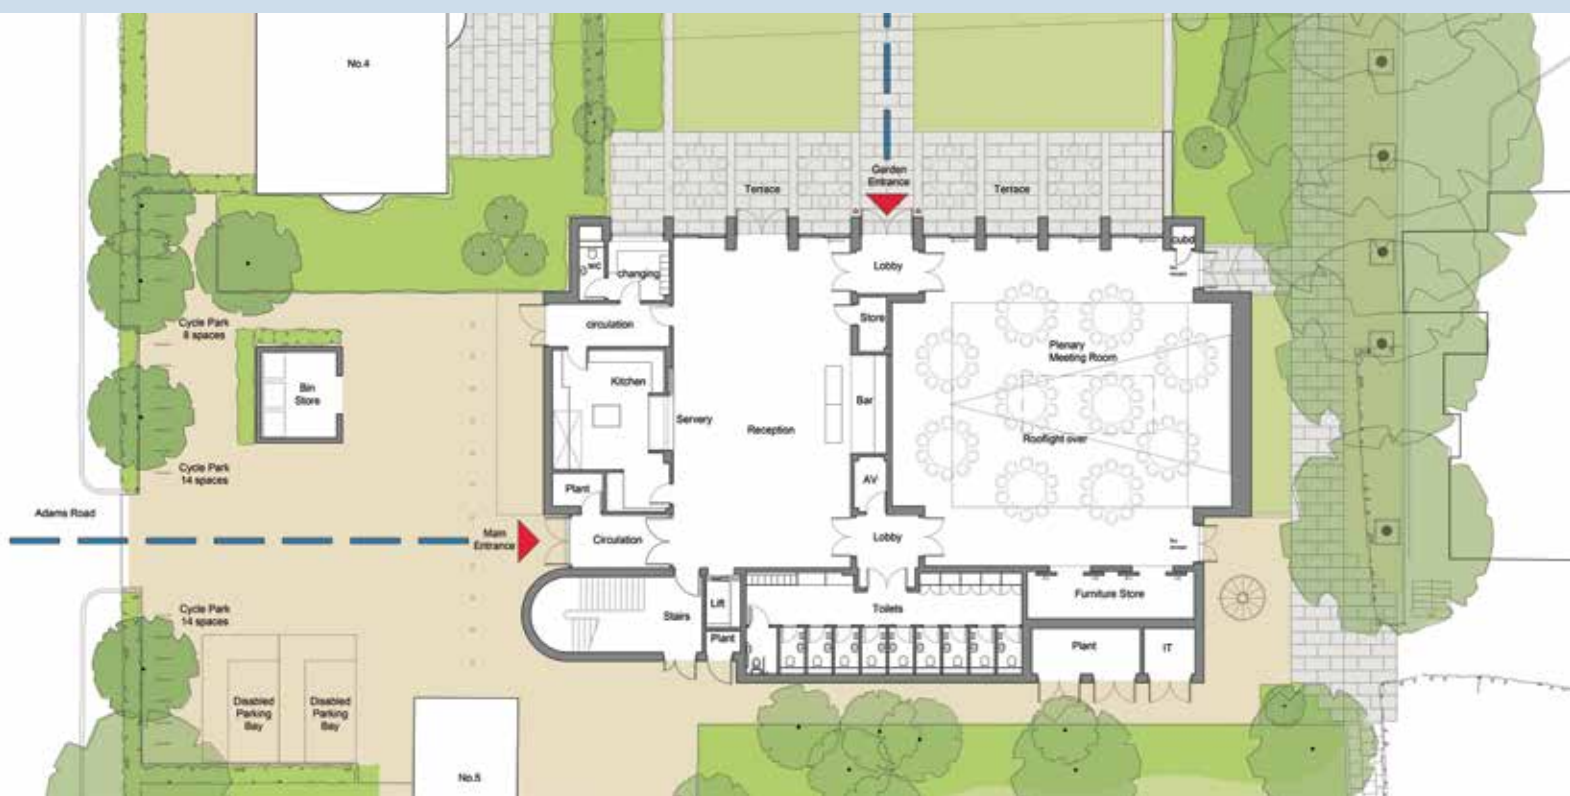 No.4
Garden
Entrance
Terrace
Terrace
cubd
Lobby
wc
changing
Cycle Park
8 spaces
circulation
Store
Plenary
Meeting Room
Kitchen
Bin
Store
Bar
Servery
Reception
Rooflight over
Cycle Park
14 spaces
AV
Plant
Adams Road
Main
Entrance
Circulation
Lobby
Furniture Store
Lift
Toilets
Cycle Park
14 spaces
Stairs
Plant
Plant
IT
Disabled
Parking
Bay
Disabled
Parking
Bay
No.5